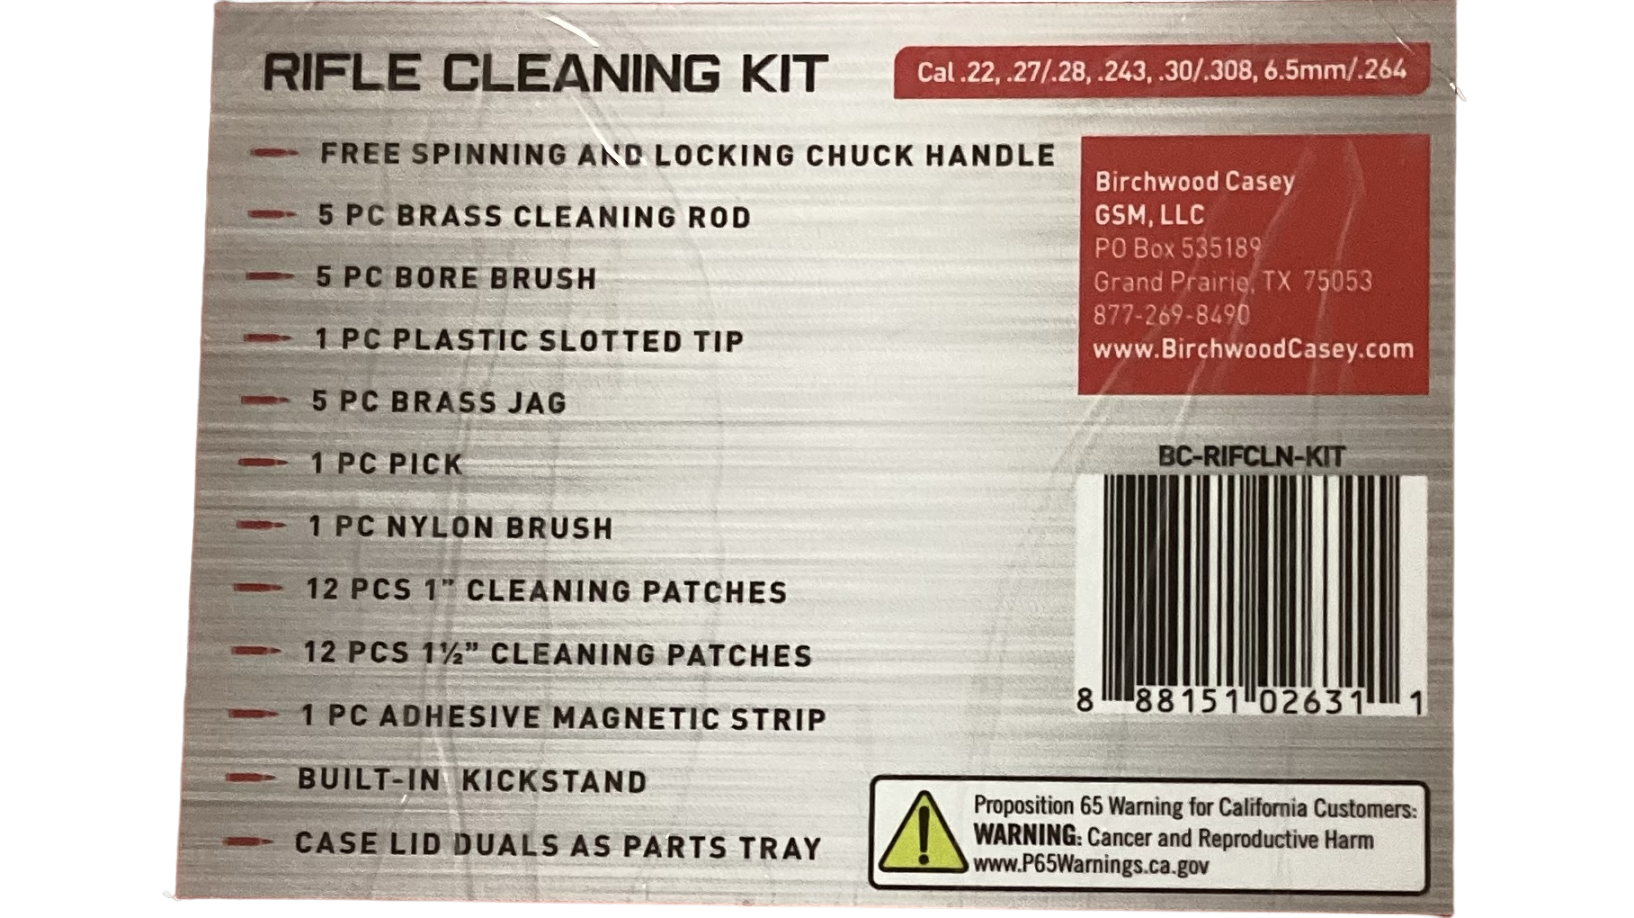 RIFLE CLEANING KIT
Cal .22, .27/.28, .243, .30/.308, 6.5mm/.264
FREE SPINNING AND LOCKING CHUCK HANDLE
5 PC BRASS CLEANING ROD
5 PC BORE BRUSH
1 PC PLASTIC SLOTTED TIP
5 PC BRASS JAG
1 PC PICK
1 PC NYLON BRUSH
12 PCS 1” CLEANING PATCHES
12 PCS 1½” CLEANING PATCHES
1 PC ADHESIVE MAGNETIC STRIP
BUILT-IN KICKSTAND
CASE LID DUALS AS PARTS TRAY
Birchwood Casey
GSM, LLC
PO Box 535189
Grand Prairie, TX 75053
877-269-8490
www.BirchwoodCasey.com
BC-RIFCLN-KIT
8 88151 02631 1
Proposition 65 Warning for California Customers:
WARNING: Cancer and Reproductive Harm
www.P65Warnings.ca.gov